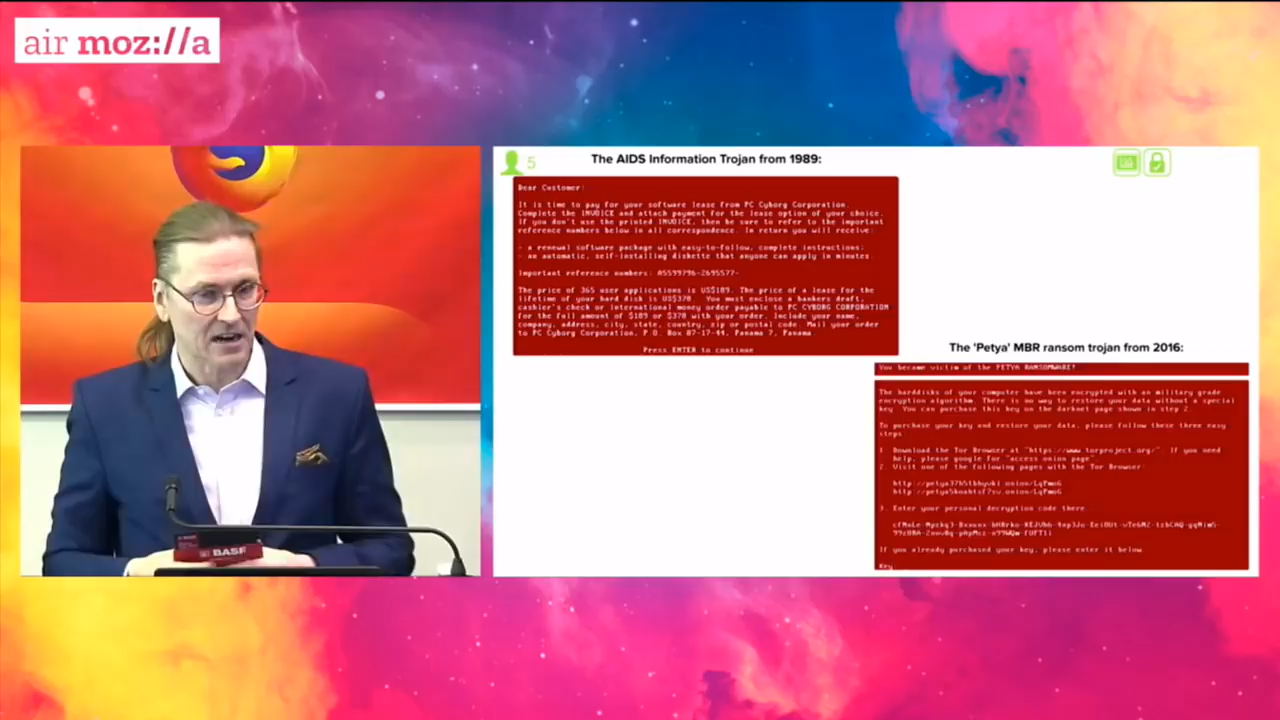 air moz://a
5
The AIDS Information Trojan from 1989:
Dear Customer:
It is time to pay for your software lease from PC Cyborg Corporation.
Complete the INVOICE and attach payment for the lease option of your choice.
If you don't use the printed INVOICE, then be sure to refer to the important
reference numbers below in all correspondence. In return you will receive:
- a renewal software package with easy-to-follow, complete instructions;
- an automatic, self-installing diskette that anyone can apply in minutes.
Important reference numbers: A5599796-2695577-
The price of 365 user applications is US$189. The price of a lease for the
lifetime of your hard disk is US$378. You must enclose a bankers draft,
cashier's check or international money order payable to PC CYBORG CORPORATION
for the full amount of $189 or $378 with your order. Include your name,
company, address, city, state, country, zip or postal code. Mail your order
to PC Cyborg Corporation, P.O. Box 87-17-44, Panama 7, Panama.
Press ENTER to continue
The 'Petya' MBR ransom trojan from 2016:
You became victim of the PETYA RANSOMWARE!
The harddisks of your computer have been encrypted with an military grade
encryption algorithm. There is no way to restore your data without a special
key. You can purchase this key on the darknet page shown in step 2.
To purchase your key and restore your data, please follow these three easy
steps:
1. Download the Tor Browser at "https://www.torproject.org/". If you need
help, please google for "access onion page".
2. Visit one of the following pages with the Tor Browser:
3. Enter your personal decryption code there:
If you already purchased your key, please enter it below.
Key
BASF